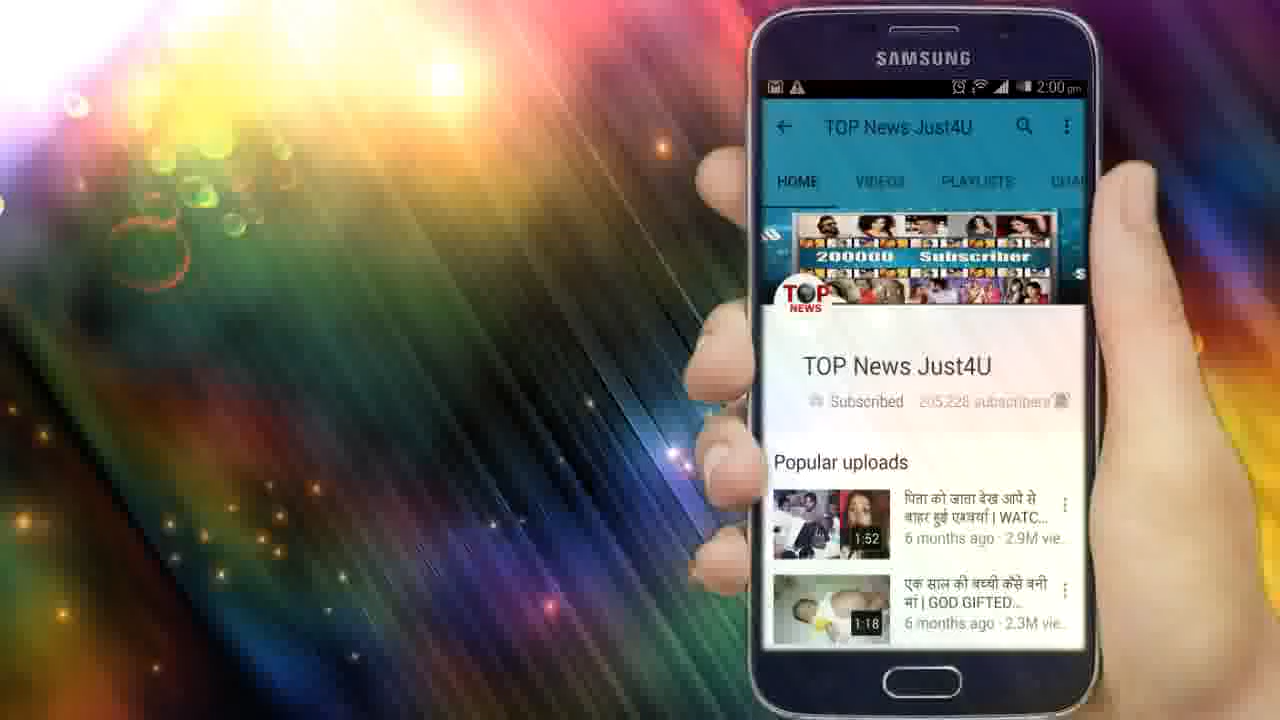 SAMSUNG
2:00 pm
TOP News Just4U
HOME VIDEOS PLAYLISTS CHA
200000 Subscriber
TOP
NEWS
TOP News Just4U
Subscribed 205,228 subscribers
Popular uploads
पिता को जाता देख आपे से
बाहर हुई एश्वर्या | WATC...
6 months ago · 2.9M vie..
1:52
एक साल की बच्ची कैसे बनी
मां | GOD GIFTED...
6 months ago · 2.3M vie..
1:18